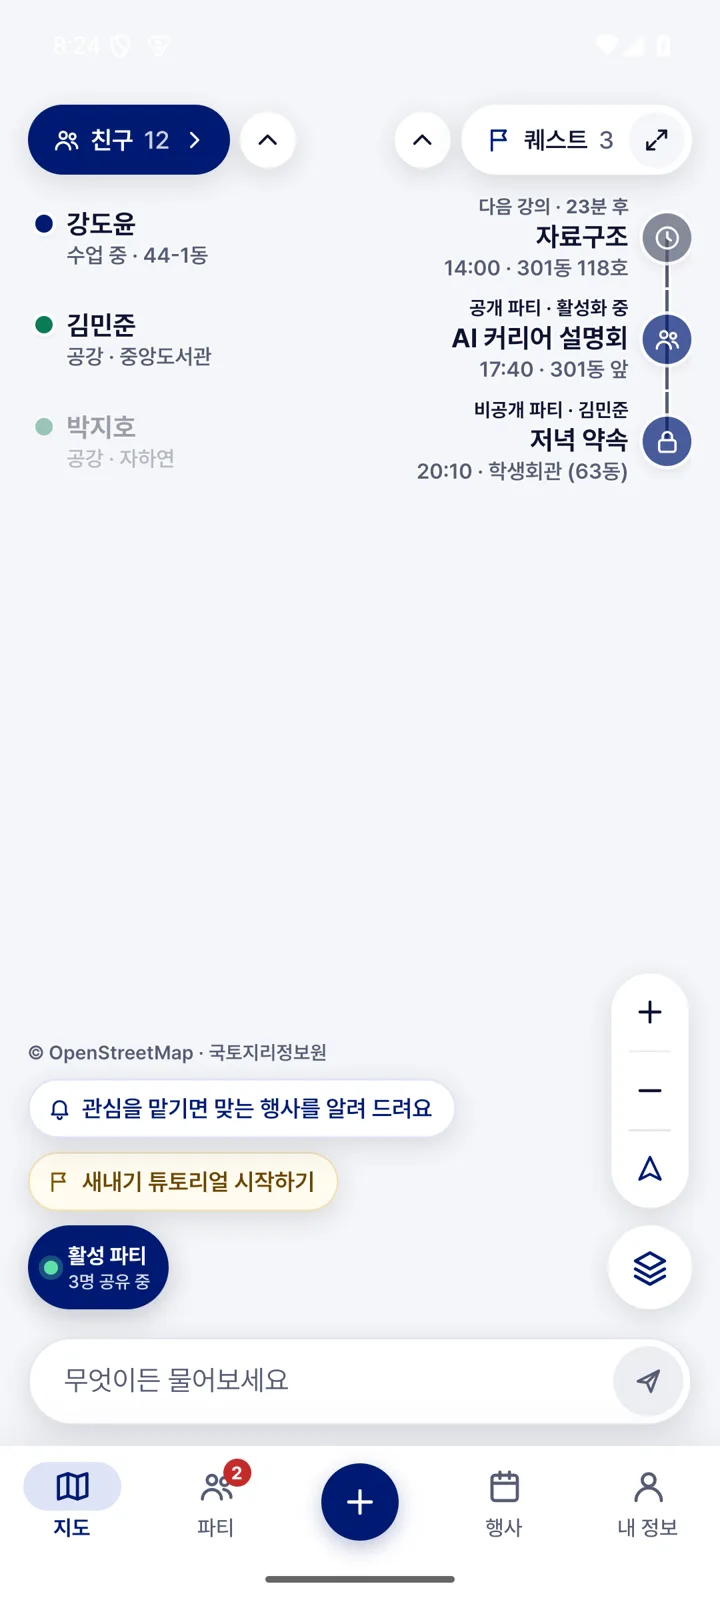 8:24
친구 12
퀘스트 3
강도윤
수업 중 · 44-1동
김민준
공강 · 중앙도서관
박지호
공강 · 자하연
다음 강의 · 23분 후
자료구조
14:00 · 301동 118호
공개 파티 · 활성화 중
AI 커리어 설명회
17:40 · 301동 앞
비공개 파티 · 김민준
저녁 약속
20:10 · 학생회관 (63동)
© OpenStreetMap · 국토지리정보원
관심을 맡기면 맞는 행사를 알려 드려요
새내기 튜토리얼 시작하기
활성 파티
3명 공유 중
무엇이든 물어보세요
지도
2
파티
행사
내 정보